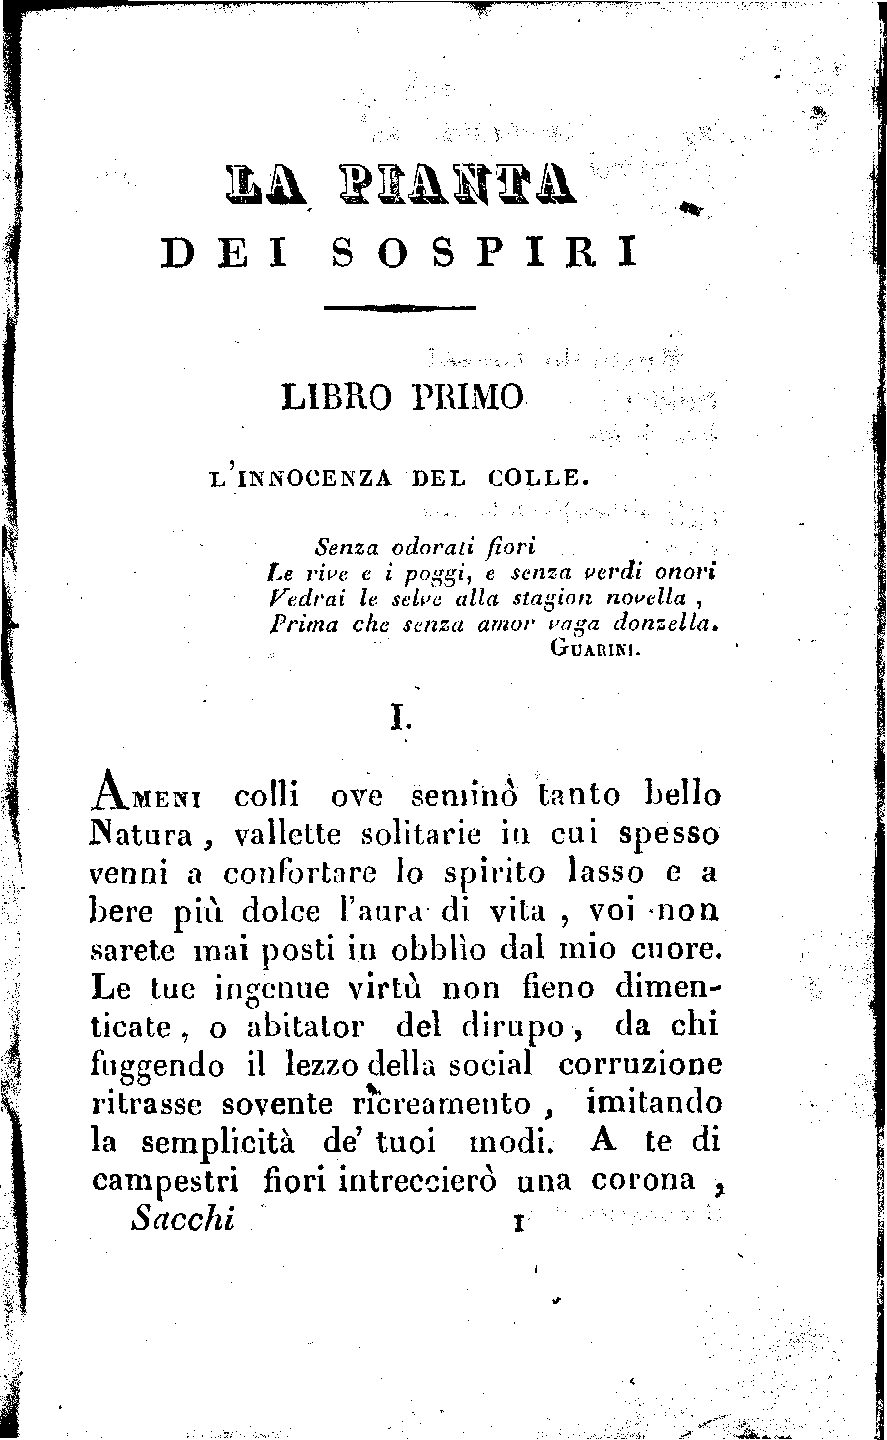 LA PIANTA
DEI SOSPIRI
LIBRO PRIMO
L'INNOCENZA DEL COLLE.
Senza odorati fiori
Le rive e i poggi, e senza verdi onori
Vedrai le selve alla stagion novella ,
Prima che senza amor vaga donzella.
GUARINI.
I.
AMENI colli ove seminò tanto bello
Natura , vallette solitarie in cui spesso
venni a confortare lo spirito lasso e a
bere più dolce l'aura di vita , voi non
sarete mai posti in obblìo dal mio cuore.
Le tue ingenue virtù non fieno dimen-
ticate , o abitator del dirupo , da chi
fuggendo il lezzo della social corruzione
ritrasse sovente ricreamento , imitando
la semplicità de' tuoi modi. A te di
campestri fiori intreccierò una corona ,
Sacchi 1